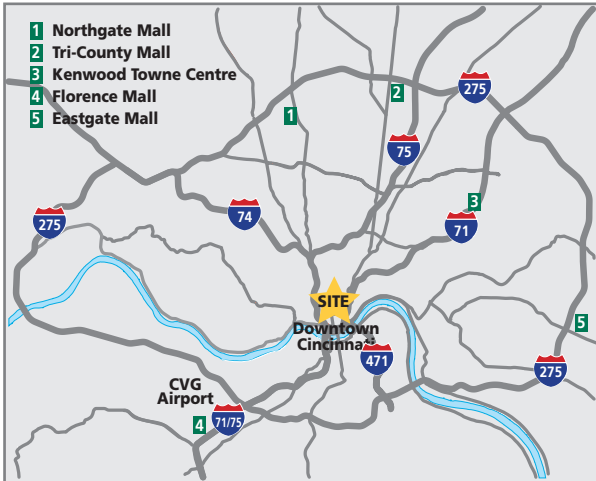 1 Northgate Mall
2 Tri-County Mall
3 Kenwood Towne Centre
4 Florence Mall
5 Eastgate Mall
275
2
1
75
3
275
74
71
SITE
Downtown
Cincinnati
5
471
275
CVG
Airport
4
71/75